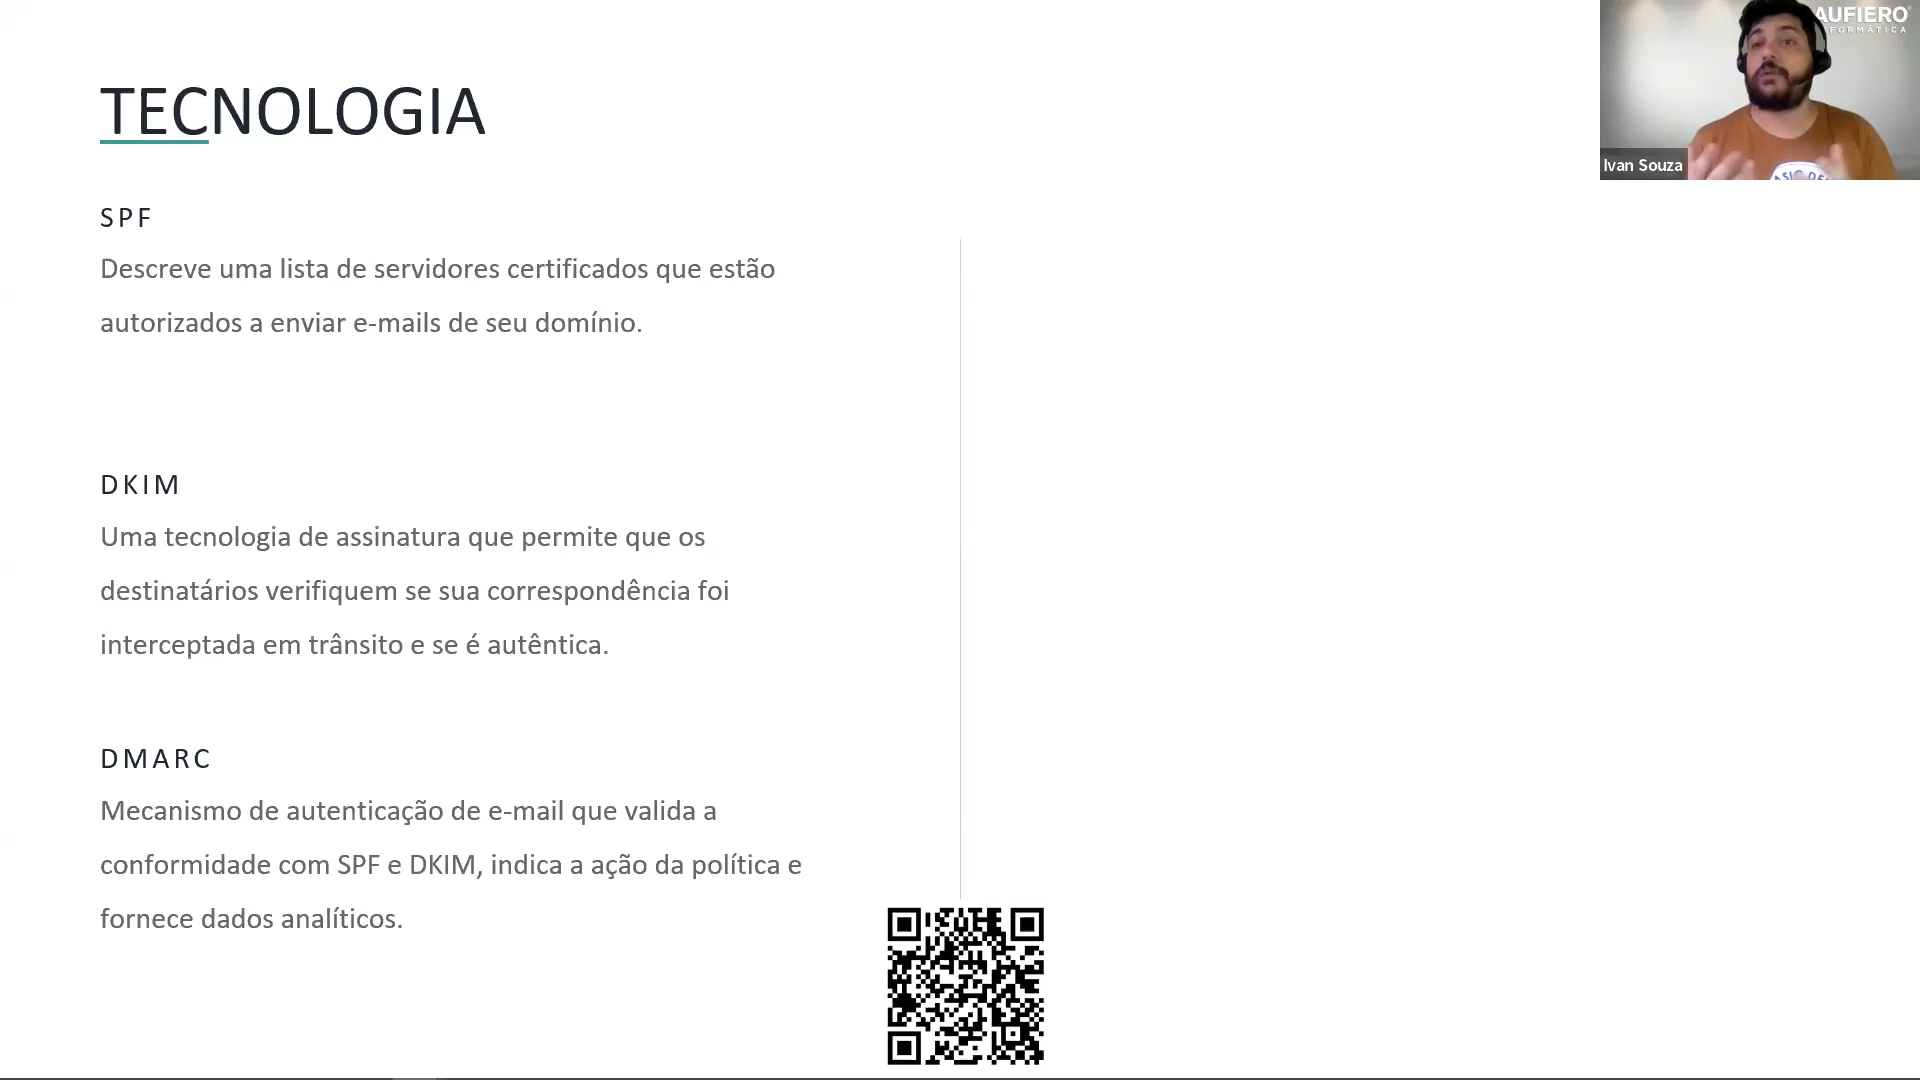 TECNOLOGIA
SPF
Descreve uma lista de servidores certificados que estão
autorizados a enviar e-mails de seu domínio.
DKIM
Uma tecnologia de assinatura que permite que os
destinatários verifiquem se sua correspondência foi
interceptada em trânsito e se é autêntica.
DMARC
Mecanismo de autenticação de e-mail que valida a
conformidade com SPF e DKIM, indica a ação da política e
fornece dados analíticos.
AUFIERO
FORMÁTICA
Ivan Souza